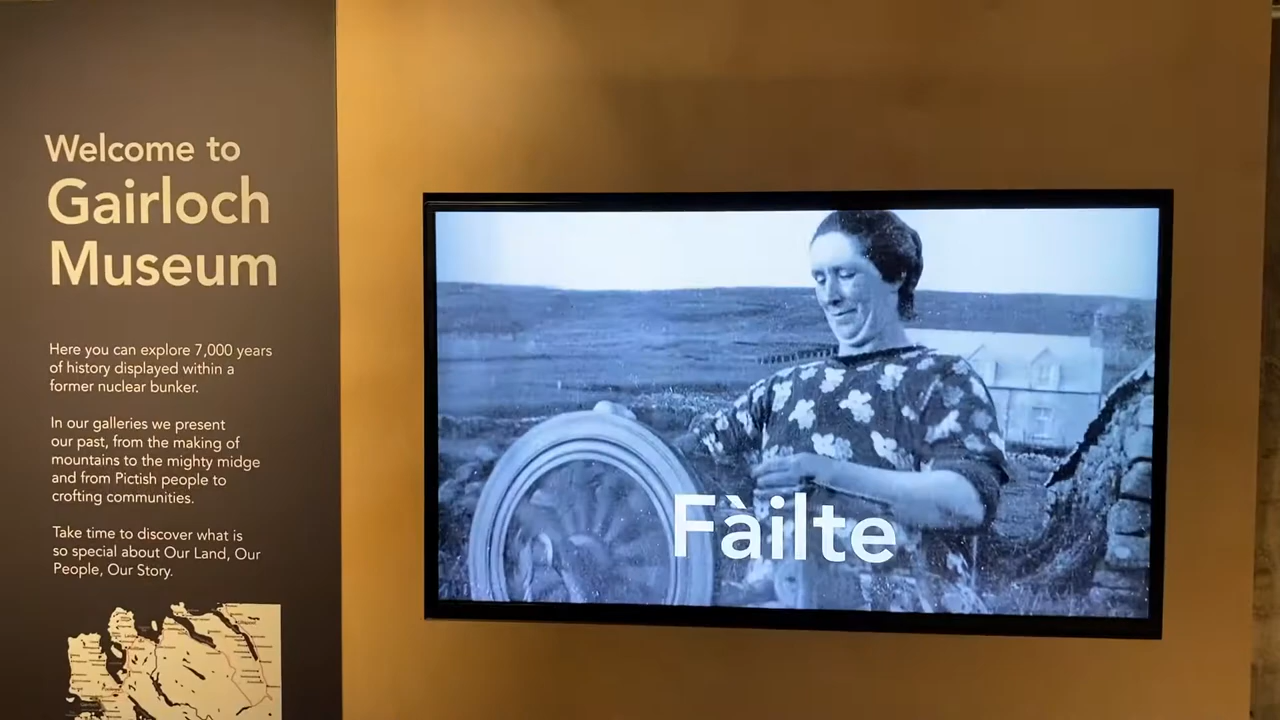 Welcome to
Gairloch
Museum
Here you can explore 7,000 years
of history displayed within a
former nuclear bunker.
In our galleries we present
our past, from the making of
mountains to the mighty midge
and from Pictish people to
crofting communities.
Take time to discover what is
so special about Our Land, Our
People, Our Story.
Fàilte